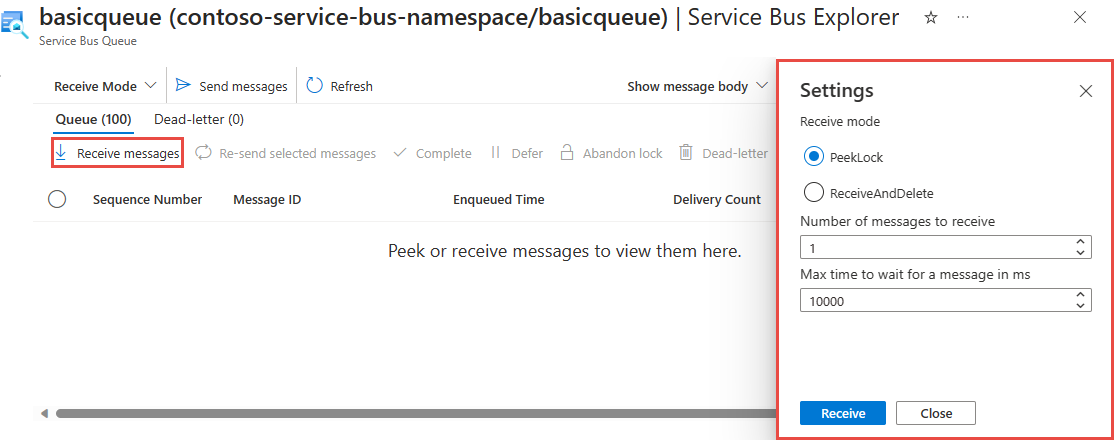 basicqueue (contoso-service-bus-namespace/basicqueue) | Service Bus Explorer
Service Bus Queue
Receive Mode Send messages Refresh Show message body
Queue (100) Dead-letter (0)
Receive messages Re-send selected messages Complete Defer Abandon lock Dead-letter
Sequence Number Message ID Enqueued Time Delivery Count
Peek or receive messages to view them here.
Settings
Receive mode
PeekLock
ReceiveAndDelete
Number of messages to receive
1
Max time to wait for a message in ms
10000
Receive Close